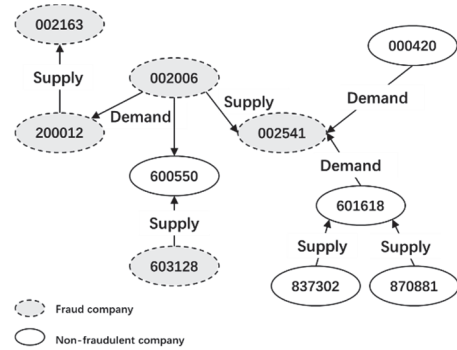 002163
000420
Supply
002006
Supply
Demand
200012
Demand
002541
600550
Demand
Supply
601618
603128
Supply
Supply
837302
870881
Fraud company
Non-fraudulent company